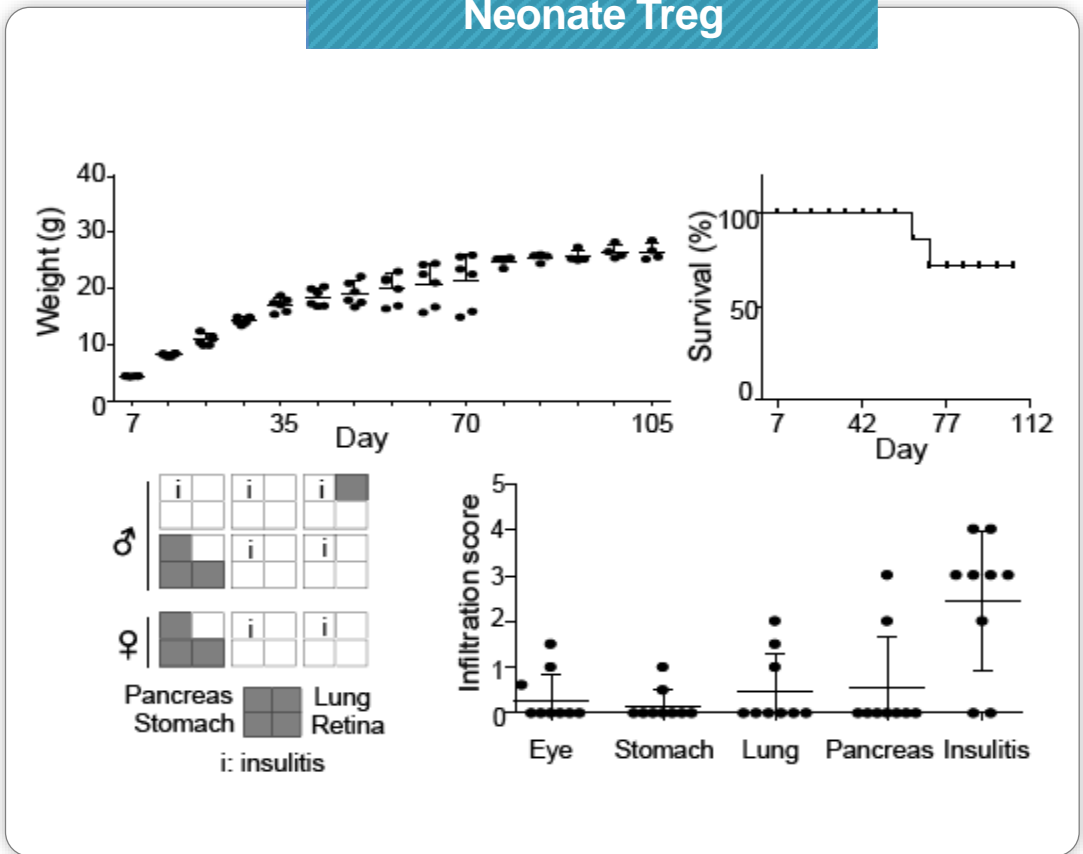 Neonate Treg
Weight (g)
40
30
20
10
0
7 35 70 105
Day
Survival (%)
100
50
0
7 42 77 112
Day
♂
i i i
i i
♀
i i
Pancreas Lung
Stomach Retina
i: insulitis
Infiltration score
5
4
3
2
1
0
Eye Stomach Lung Pancreas Insulitis